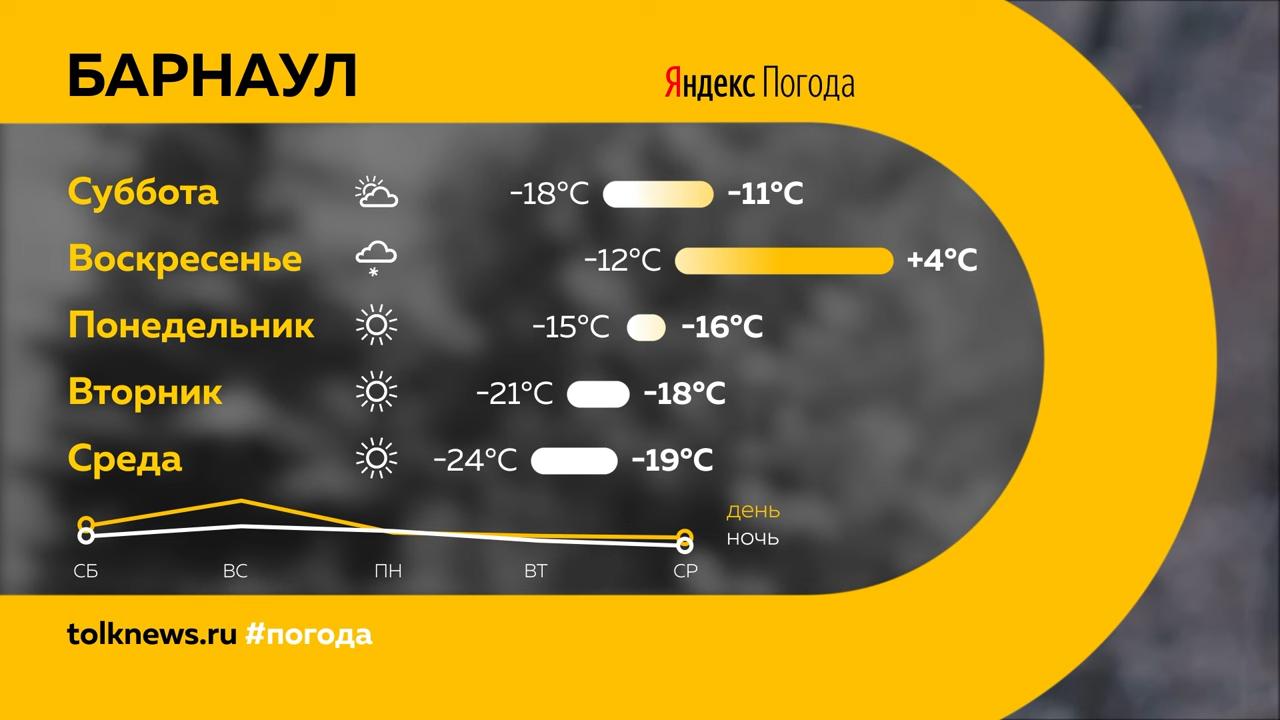 БАРНАУЛ
Яндекс Погода
Суббота -18°C -11°C
Воскресенье -12°C +4°C
Понедельник -15°C -16°C
Вторник -21°C -18°C
Среда -24°C -19°C
день
ночь
СБ ВС ПН ВТ СР
tolknews.ru #погода